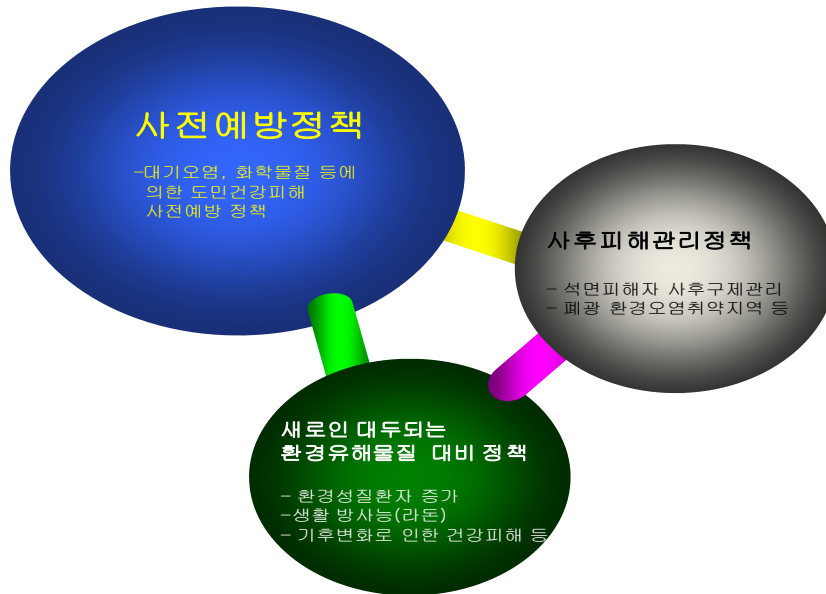 사전예방정책
-대기오염, 화학물질 등에
의한 도민건강피해
사전예방 정책
사후피해관리정책
- 석면피해자 사후구제관리
- 폐광 환경오염취약지역 등
새로인 대두되는
환경유해물질 대비 정책
- 환경성질환자 증가
-생활 방사능(라돈)
- 기후변화로 인한 건강피해 등